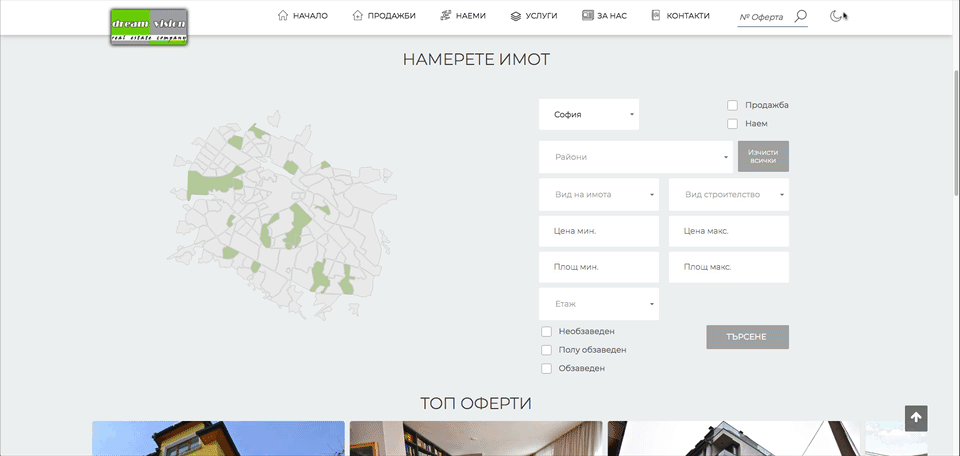 dream vision
real estate company
НАЧАЛО
ПРОДАЖБИ
НАЕМИ
УСЛУГИ
ЗА НАС
КОНТАКТИ
№ Оферта
НАМЕРЕТЕ ИМОТ
София
Продажба
Наем
Райони
Изчисти
всички
Вид на имота
Вид строителство
Цена мин.
Цена макс.
Площ мин.
Площ макс.
Етаж
Необзаведен
Полу обзаведен
Обзаведен
ТЪРСЕНЕ
ТОП ОФЕРТИ